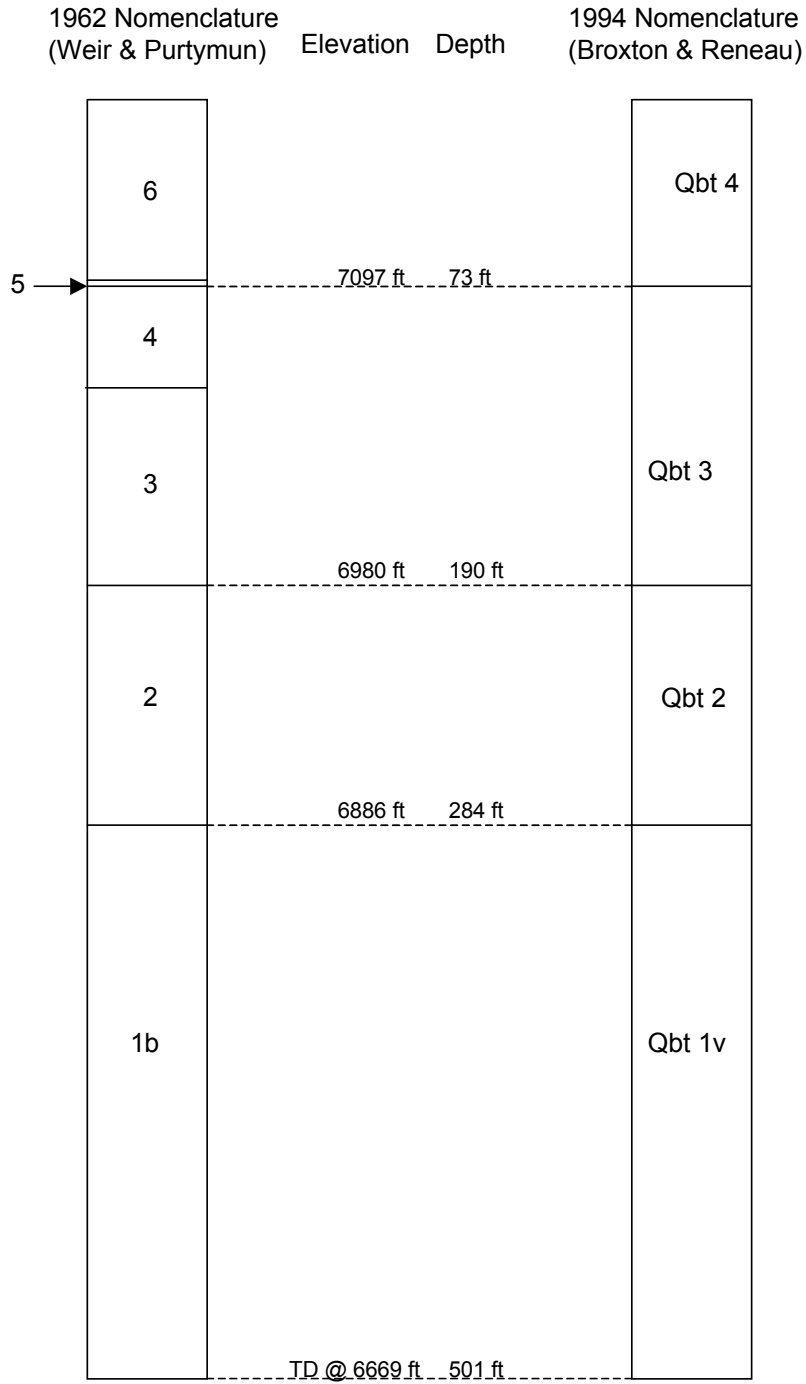 1962 Nomenclature
(Weir & Purtymun)
Elevation
Depth
1994 Nomenclature
(Broxton & Reneau)
6
Qbt 4
5
7097 ft 73 ft
4
3
Qbt 3
6980 ft 190 ft
2
Qbt 2
6886 ft 284 ft
1b
Qbt 1v
TD @ 6669 ft 501 ft